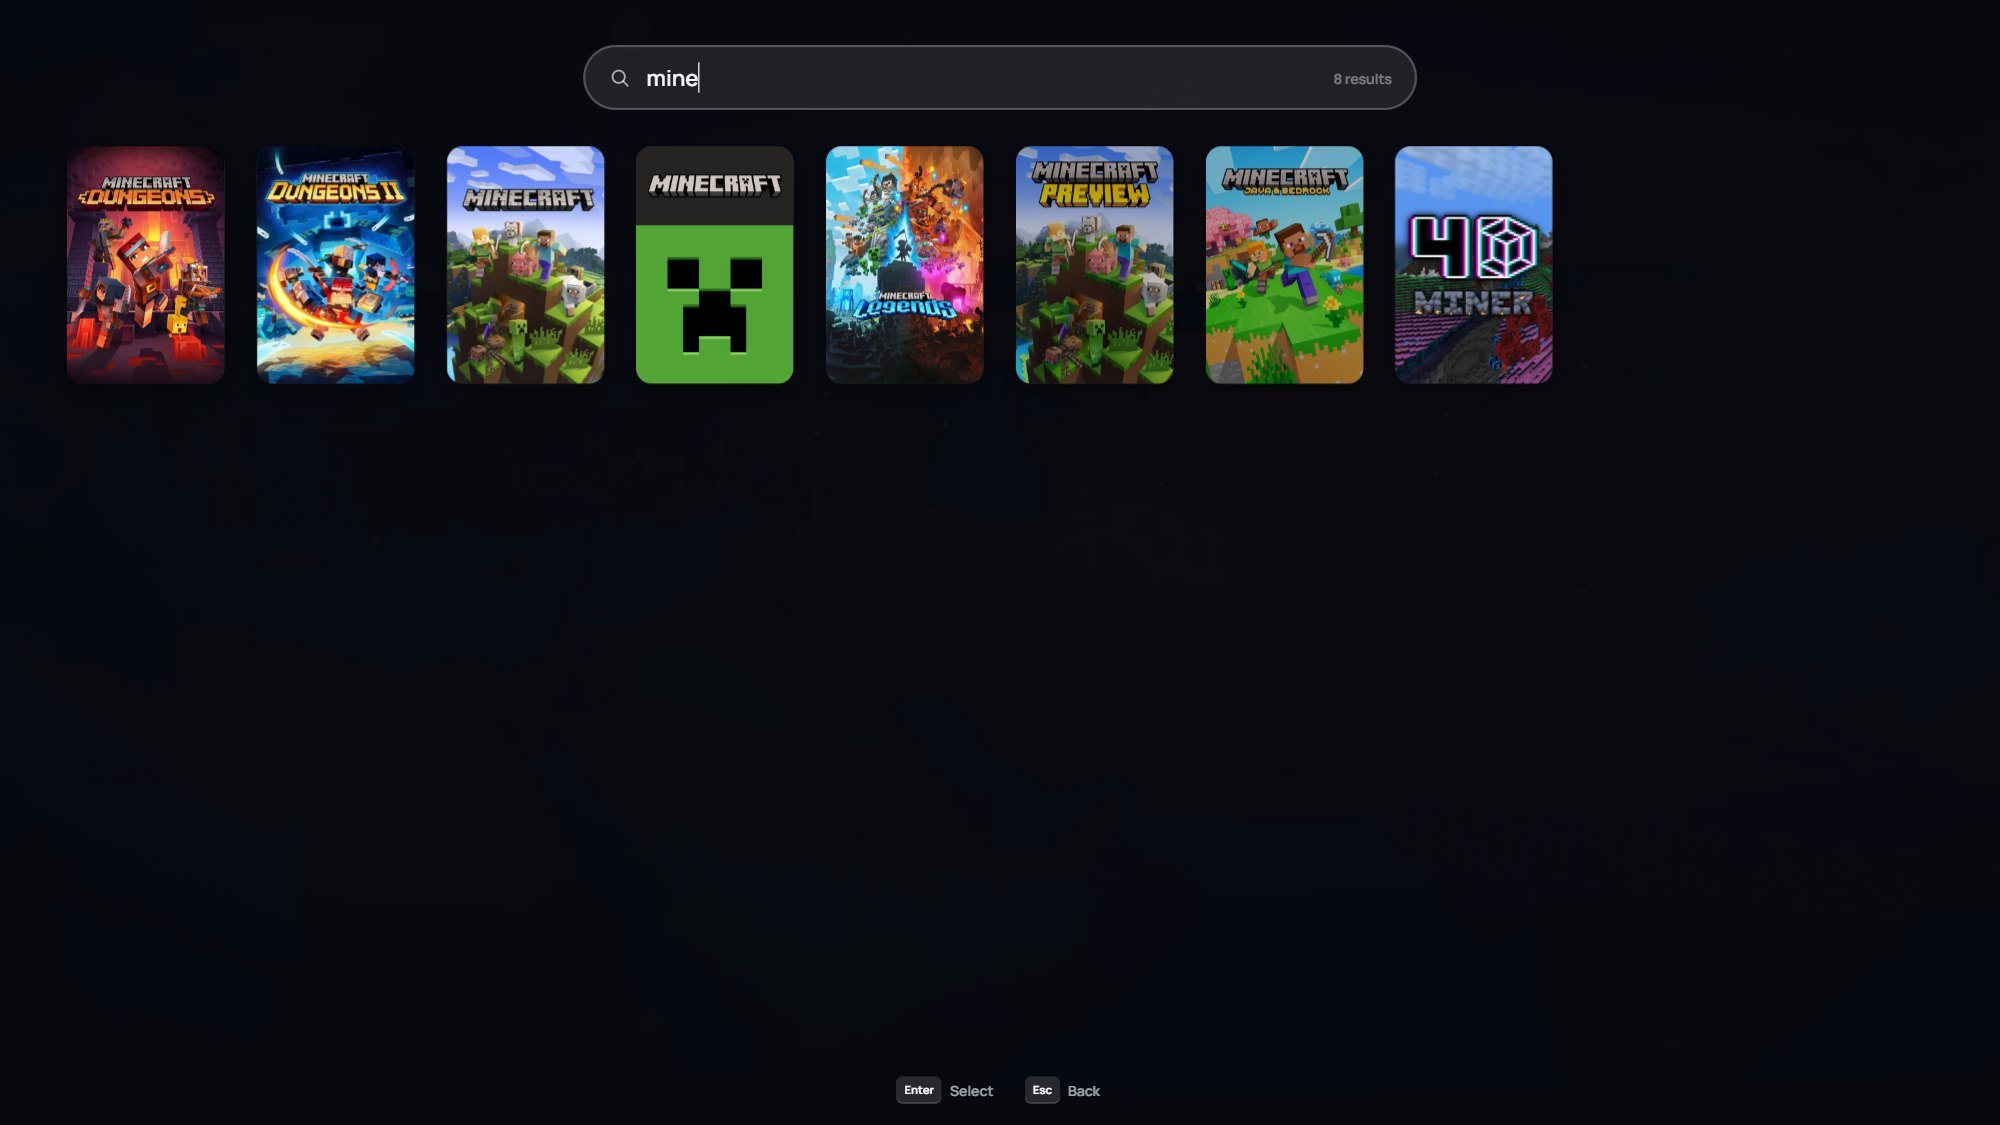 mine
8 results
MINECRAFT
DUNGEONS
MINECRAFT
DUNGEONS II
MINECRAFT
MINECRAFT
MINECRAFT
Legends
MINECRAFT
PREVIEW
MINECRAFT
JAVA & BEDROCK
4D
MINER
Enter Select Esc Back